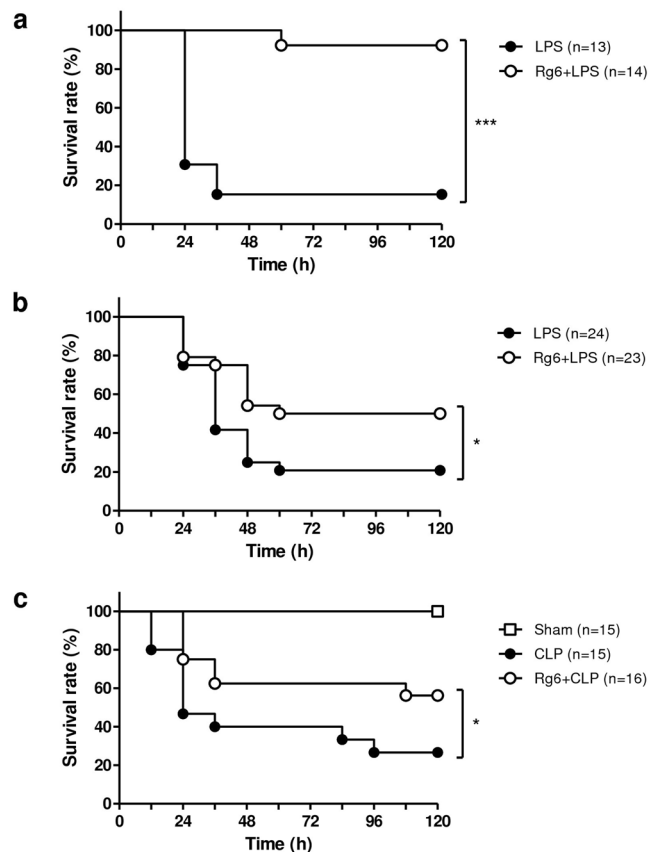 a
100
80
60
40
20
0
Survival rate (%)
0 24 48 72 96 120
Time (h)
LPS (n=13)
Rg6+LPS (n=14)
***
b
100
80
60
40
20
0
Survival rate (%)
0 24 48 72 96 120
Time (h)
LPS (n=24)
Rg6+LPS (n=23)
*
c
100
80
60
40
20
0
Survival rate (%)
0 24 48 72 96 120
Time (h)
Sham (n=15)
CLP (n=15)
Rg6+CLP (n=16)
*